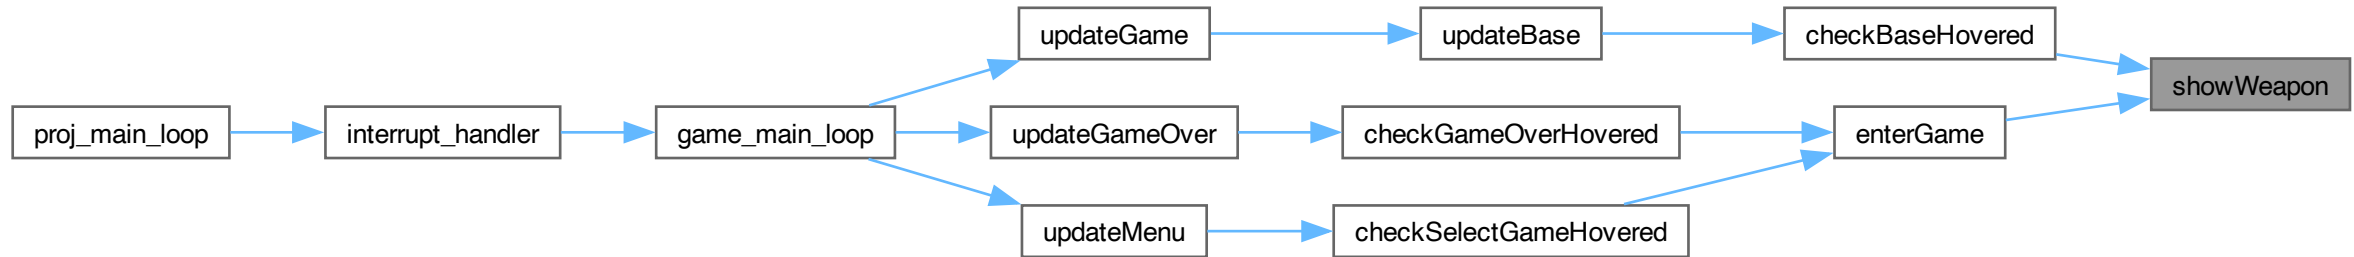 updateGame
updateBase
checkBaseHovered
showWeapon
proj_main_loop
interrupt_handler
game_main_loop
updateGameOver
checkGameOverHovered
enterGame
updateMenu
checkSelectGameHovered